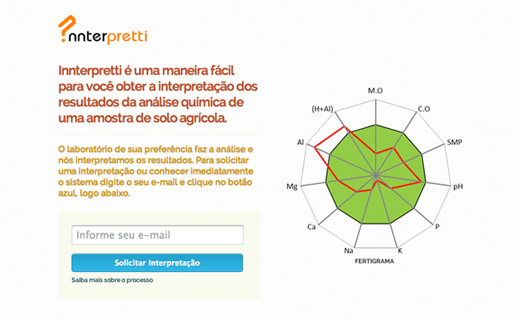 innterpretti
Innterpretti é uma maneira fácil
para você obter a interpretação dos
resultados da análise química de
uma amostra de solo agrícola.
O laboratório de sua preferência faz a análise e
nós interpretamos os resultados. Para solicitar
uma interpretação ou conhecer imediatamente
o sistema digite o seu e-mail e clique no botão
azul, logo abaixo.
Informe seu e-mail
Solicitar Interpretação
Saiba mais sobre o processo
M.O
C.O
SMP
pH
P
K
Na
Ca
Mg
Al
(H+Al)
FERTIGRAMA